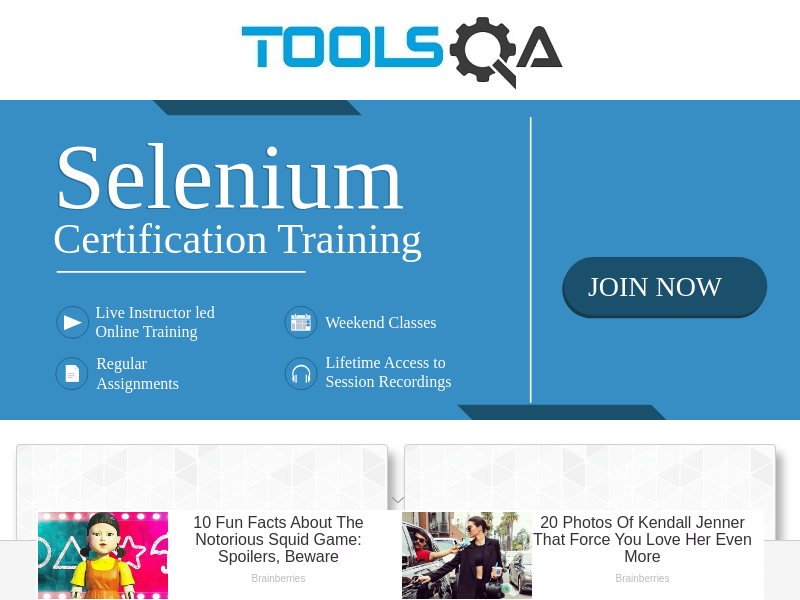 TOOLSQA
Selenium
Certification Training
JOIN NOW
Live Instructor led
Online Training
Weekend Classes
Regular
Assignments
Lifetime Access to
Session Recordings
10 Fun Facts About The
Notorious Squid Game:
Spoilers, Beware
Brainberries
20 Photos Of Kendall Jenner
That Force You Love Her Even
More
Brainberries